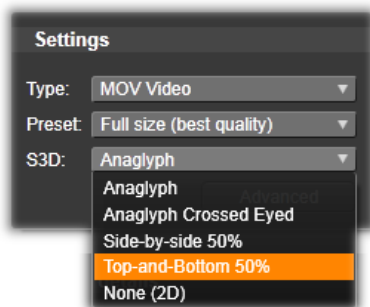 Settings
Type: MOV Video
Preset: Full size (best quality)
S3D: Anaglyph
Anaglyph
Advanced
Anaglyph Crossed Eyed
Side-by-side 50%
Top-and-Bottom 50%
None (2D)